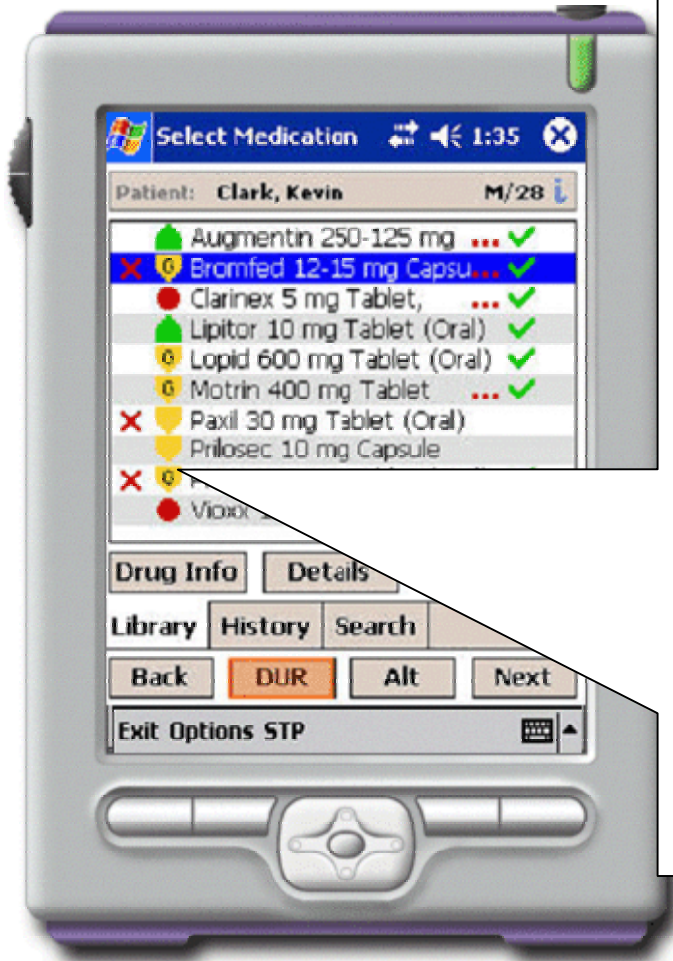 Select Medication 1:35
Patient: Clark, Kevin M/28 i
Augmentin 250-125 mg ...
G Bromfed 12-15 mg Capsu...
Clarinex 5 mg Tablet, ...
Lipitor 10 mg Tablet (Oral)
G Lopid 600 mg Tablet (Oral)
G Motrin 400 mg Tablet ...
Paxil 30 mg Tablet (Oral)
Prilosec 10 mg Capsule
G
Vioxx
Drug Info Details
Library History Search
Back DUR Alt Next
Exit Options STP